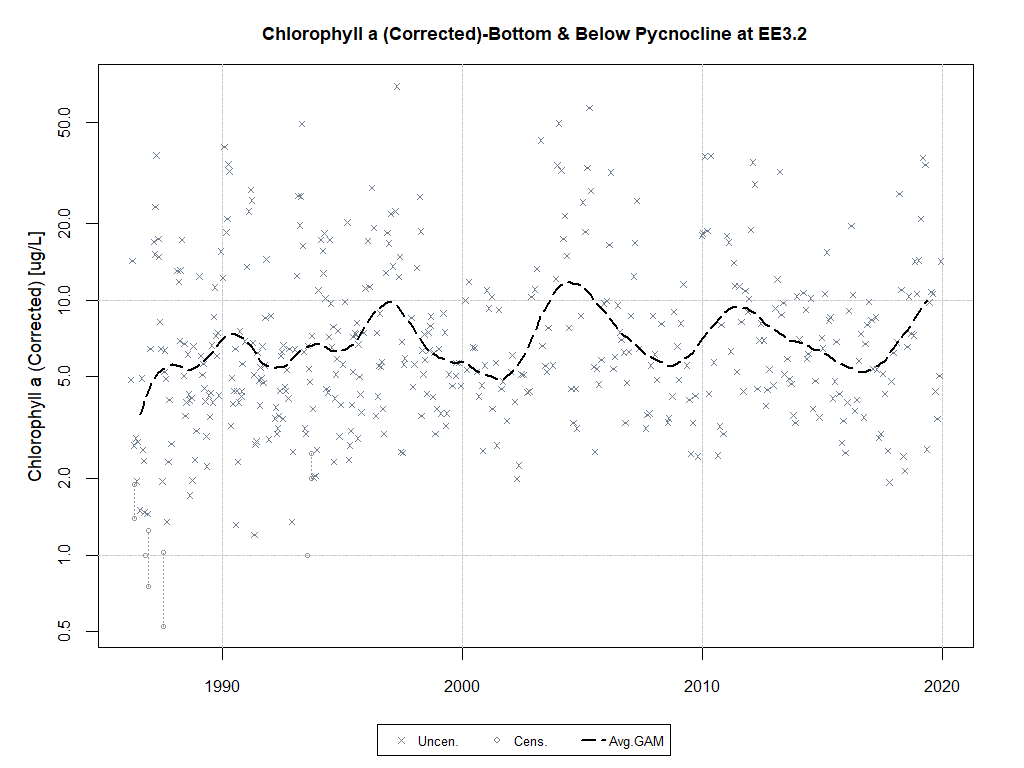 Chlorophyll a (Corrected)-Bottom & Below Pycnocline at EE3.2
Chlorophyll a (Corrected) [ug/L]
50.0
20.0
10.0
5.0
2.0
1.0
0.5
1990 2000 2010 2020
Uncen. Cens. Avg.GAM